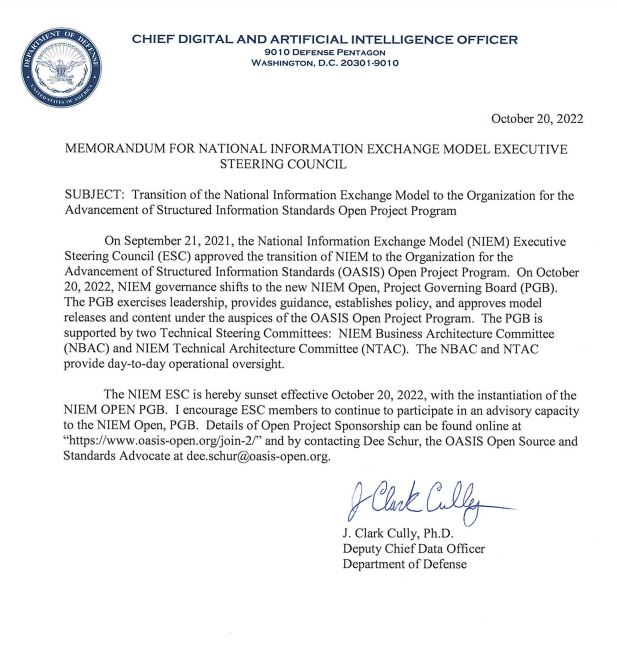 DEPARTMENT OF DEFENSE
UNITED STATES OF AMERICA
CHIEF DIGITAL AND ARTIFICIAL INTELLIGENCE OFFICER
9010 DEFENSE PENTAGON
WASHINGTON, D.C. 20301-9010
October 20, 2022
MEMORANDUM FOR NATIONAL INFORMATION EXCHANGE MODEL EXECUTIVE
STEERING COUNCIL
SUBJECT: Transition of the National Information Exchange Model to the Organization for the
Advancement of Structured Information Standards Open Project Program
On September 21, 2021, the National Information Exchange Model (NIEM) Executive
Steering Council (ESC) approved the transition of NIEM to the Organization for the
Advancement of Structured Information Standards (OASIS) Open Project Program. On October
20, 2022, NIEM governance shifts to the new NIEM Open, Project Governing Board (PGB).
The PGB exercises leadership, provides guidance, establishes policy, and approves model
releases and content under the auspices of the OASIS Open Project Program. The PGB is
supported by two Technical Steering Committees: NIEM Business Architecture Committee
(NBAC) and NIEM Technical Architecture Committee (NTAC). The NBAC and NTAC
provide day-to-day operational oversight.
The NIEM ESC is hereby sunset effective October 20, 2022, with the instantiation of the
NIEM OPEN PGB. I encourage ESC members to continue to participate in an advisory capacity
to the NIEM Open, PGB. Details of Open Project Sponsorship can be found online at
“https://www.oasis-open.org/join-2/” and by contacting Dee Schur, the OASIS Open Source and
Standards Advocate at dee.schur@oasis-open.org.
J Clark Cully
J. Clark Cully, Ph.D.
Deputy Chief Data Officer
Department of Defense